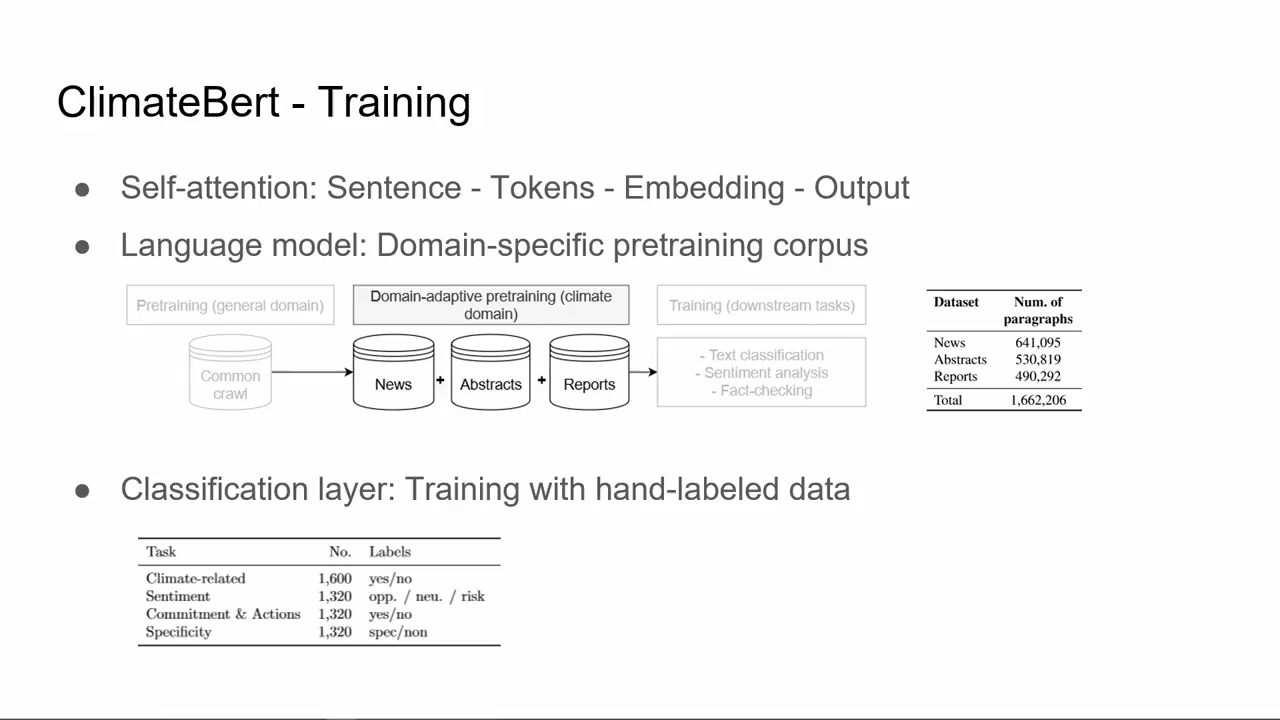 ClimateBert - Training
● Self-attention: Sentence - Tokens - Embedding - Output
● Language model: Domain-specific pretraining corpus
Pretraining (general domain)
Common
crawl
Domain-adaptive pretraining (climate
domain)
News + Abstracts + Reports
Training (downstream tasks)
- Text classification
- Sentiment analysis
- Fact-checking
Dataset Num. of
paragraphs
News 641,095
Abstracts 530,819
Reports 490,292
Total 1,662,206
● Classification layer: Training with hand-labeled data
Task No. Labels
Climate-related 1,600 yes/no
Sentiment 1,320 opp. / neu. / risk
Commitment & Actions 1,320 yes/no
Specificity 1,320 spec/non